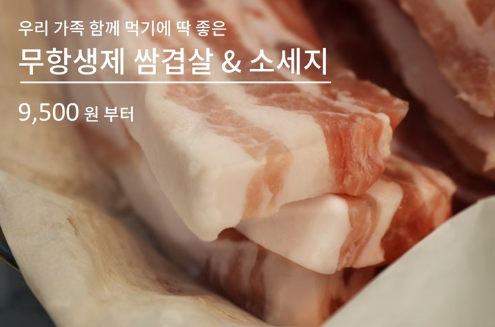 우리 가족 함께 먹기에 딱 좋은
무항생제 쌈겹살 & 소세지
9,500 원 부터